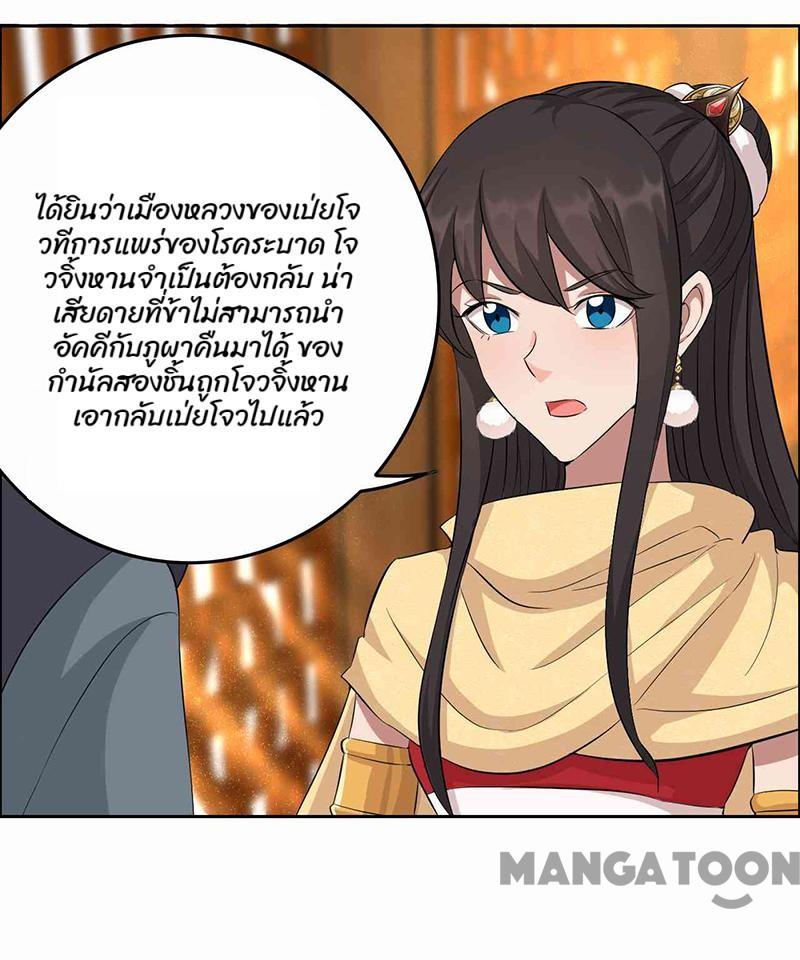 ได้ยินว่าเมืองหลวงของเป่ยโจ
วทีการแพร่ของโรคระบาด โจ
วจิ้งหานจำเป็นต้องกลับ น่า
เสียดายที่ข้าไม่สามารถนำ
อัคคีกับภูผาคืนมาได้ ของ
กำนัลสองชิ้นถูกโจวจิ้งหาน
เอากลับเป่ยโจวไปแล้ว
MANGATOON